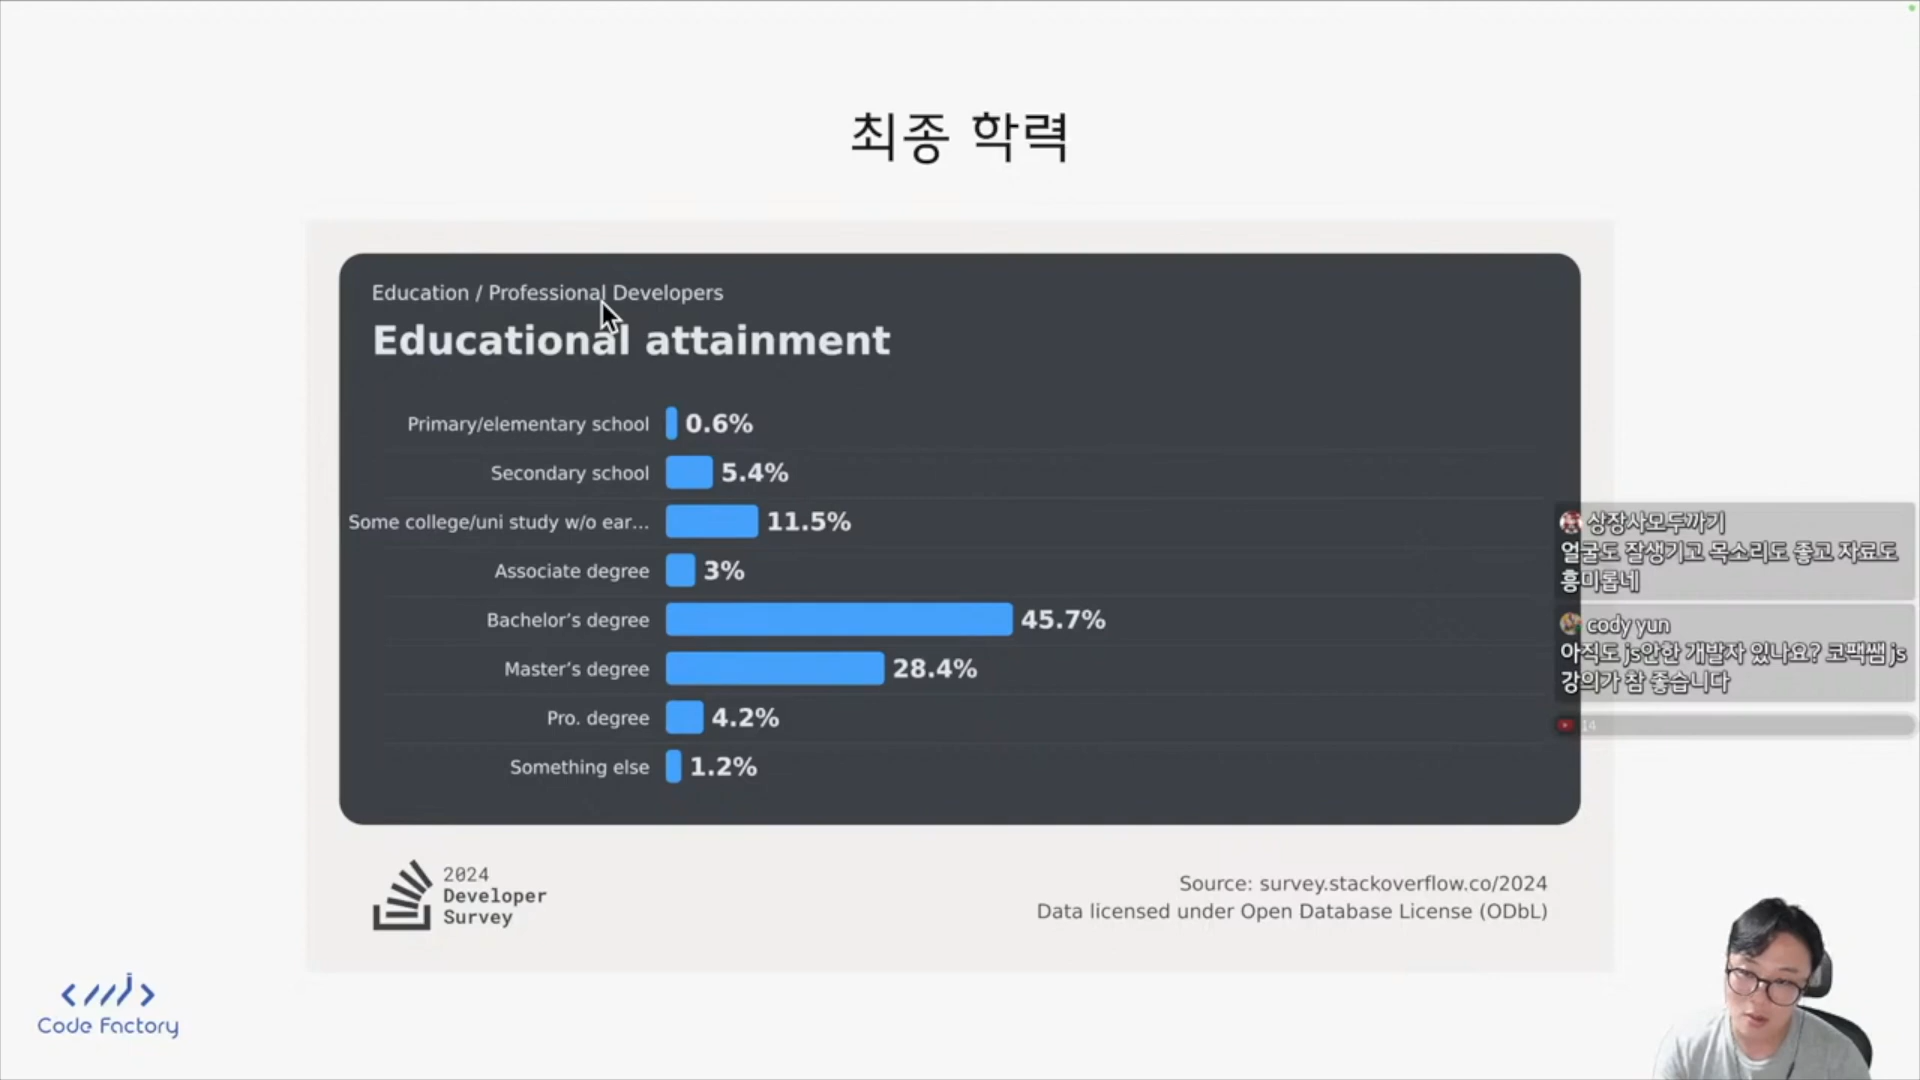 최종 학력
Education / Professional Developers
Educational attainment
Primary/elementary school 0.6%
Secondary school 5.4%
Some college/uni study w/o ear... 11.5%
Associate degree 3%
Bachelor’s degree 45.7%
Master’s degree 28.4%
Pro. degree 4.2%
Something else 1.2%
2024
Developer
Survey
Source: survey.stackoverflow.co/2024
Data licensed under Open Database License (ODbL)
상장사모두까기
얼굴도 잘생기고 목소리도 좋고 자료도
흥미롭네
cody yun
아직도 js안한 개발자 있나요? 코팩쌤 js
강의가 참 좋습니다
14
Code Factory